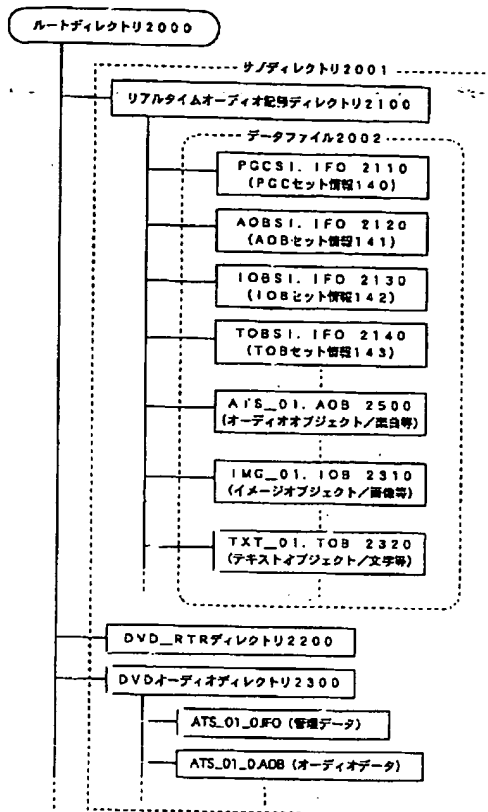 ルートディレクトリ2000
サブディレクトリ2001
リアルタイムオーディオ記録ディレクトリ2100
データファイル2002
PGCSI. IFO 2110
(PGCセット情報140)
AOBSI. IFO 2120
(AOBセット情報141)
IOBSI. IFO 2130
(IOBセット情報142)
TOBSI. IFO 2140
(TOBセット情報143)
ATS_01. AOB 2500
(オーディオオブジェクト/楽曲等)
IMG_01. IOB 2310
(イメージオブジェクト/画像等)
TXT_01. TOB 2320
(テキストオブジェクト/文字等)
DVD_RTRディレクトリ2200
DVDオーディオディレクトリ2300
ATS_01_0.IFO (管理データ)
ATS_01_0.AOB (オーディオデータ)